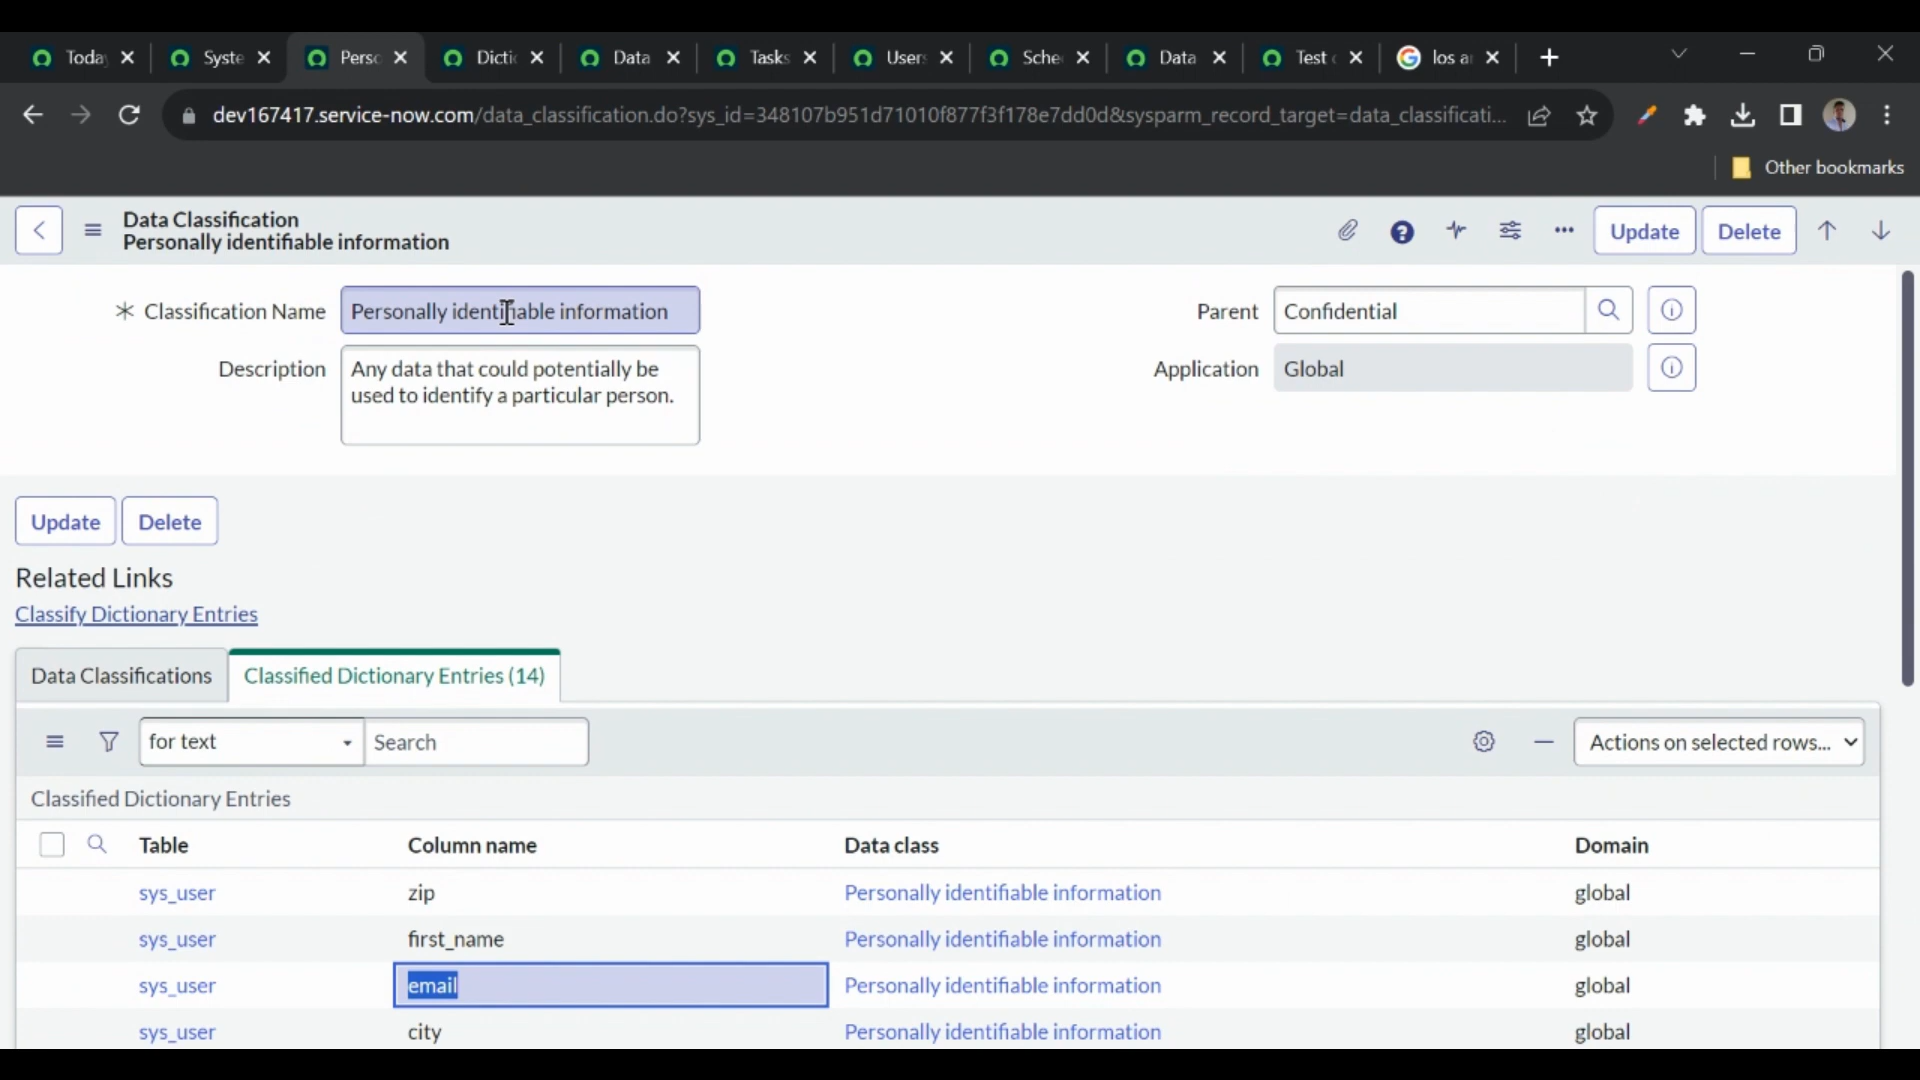 Today
Syste
Perso
Dictio
Data
Tasks
Users
Sche
Data
Test
los a
dev167417.service-now.com/data_classification.do?sys_id=348107b951d71010f877f3f178e7dd0d&sysparm_record_target=data_classificati...
Other bookmarks
Data Classification
Personally identifiable information
Update
Delete
Classification Name
Personally identifiable information
Parent
Confidential
Description
Any data that could potentially be
used to identify a particular person.
Application
Global
Update
Delete
Related Links
Classify Dictionary Entries
Data Classifications
Classified Dictionary Entries (14)
for text
Search
Actions on selected rows...
Classified Dictionary Entries
Table Column name Data class Domain
sys_user zip Personally identifiable information global
sys_user first_name Personally identifiable information global
sys_user email Personally identifiable information global
sys_user city Personally identifiable information global